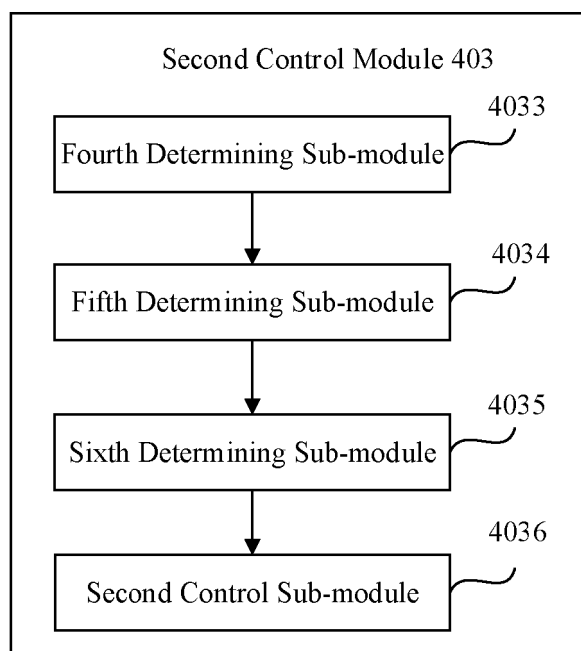 Second Control Module 403
4033
Fourth Determining Sub-module
4034
Fifth Determining Sub-module
4035
Sixth Determining Sub-module
4036
Second Control Sub-module